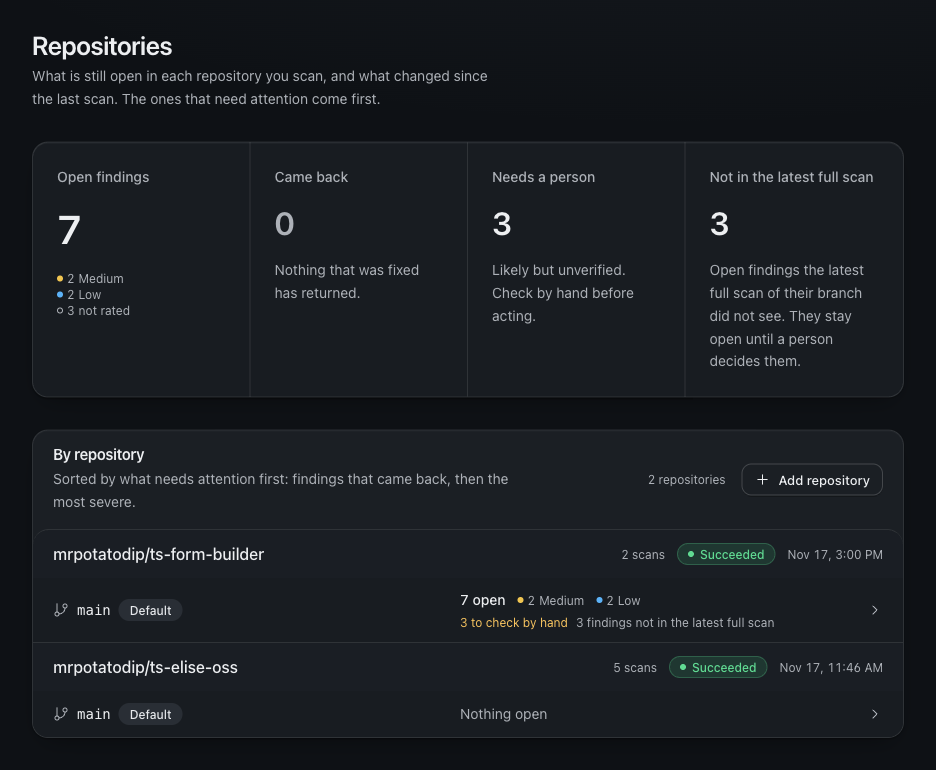 Repositories
What is still open in each repository you scan, and what changed since
the last scan. The ones that need attention come first.
Open findings
7
2 Medium
2 Low
3 not rated
Came back
0
Nothing that was fixed
has returned.
Needs a person
3
Likely but unverified.
Check by hand before
acting.
Not in the latest full scan
3
Open findings the latest
full scan of their branch
did not see. They stay
open until a person
decides them.
By repository
Sorted by what needs attention first: findings that came back, then the
most severe.
2 repositories
Add repository
mrpotatodip/ts-form-builder
2 scans
Succeeded
Nov 17, 3:00 PM
main
Default
7 open
2 Medium
2 Low
3 to check by hand
3 findings not in the latest full scan
mrpotatodip/ts-elise-oss
5 scans
Succeeded
Nov 17, 11:46 AM
main
Default
Nothing open